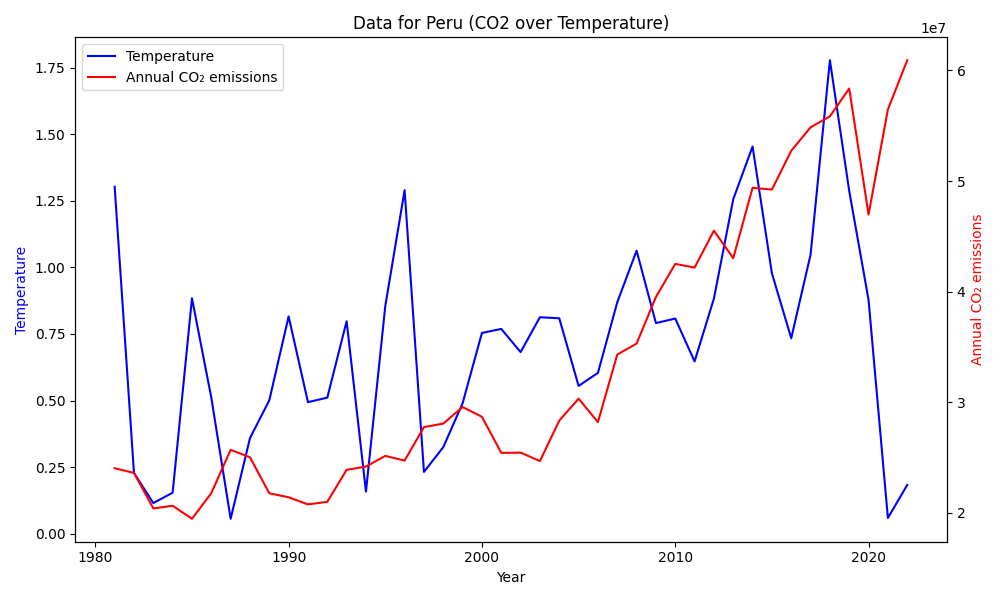 Data for Peru (CO2 over Temperature)
1e7
Temperature
Annual CO₂ emissions
Temperature
1.75
1.50
1.25
1.00
0.75
0.50
0.25
0.00
6
5
4
3
2
Annual CO₂ emissions
1980
1990
2000
2010
2020
Year